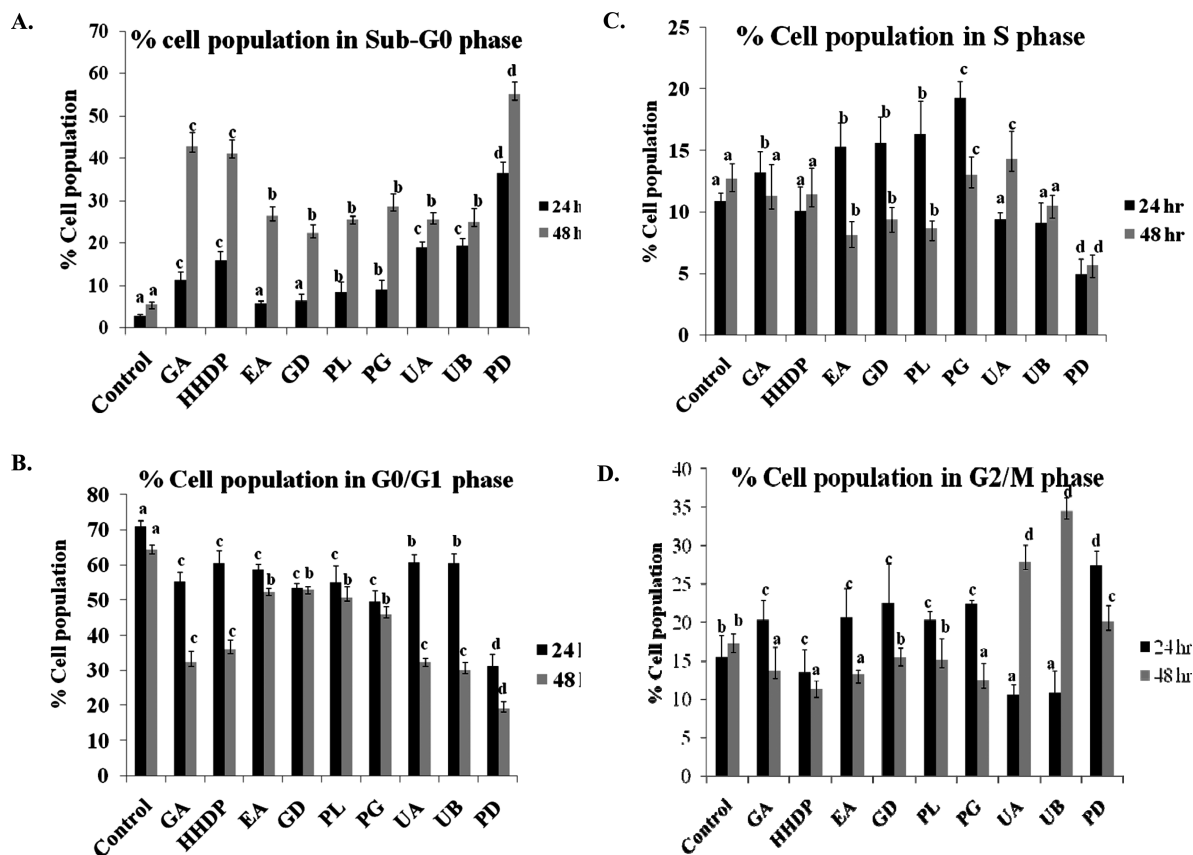 A.
% cell population in Sub-G0 phase
% Cell population
70
60
50
40
30
20
10
0
a a c c c c a b a b b b b b c b c b d d
Control GA HHDP EA GD PL PG UA UB PD
24 h
48 h
B.
% Cell population in G0/G1 phase
% Cell population
80
70
60
50
40
30
20
10
0
a a c c c c c b c b c b c b b c b c d d
Control GA HHDP EA GD PL PG UA UB PD
24 l
48 l
C.
% Cell population in S phase
% Cell population
25
20
15
10
5
0
a a b a a a b b b b b b c c a c a a d d
Control GA HHDP EA GD PL PG UA UB PD
24 hr
48 hr
D.
% Cell population in G2/M phase
% Cell population
40
35
30
25
20
15
10
5
0
b b c a c a c a c b c b c a a d a d d c
Control GA HHDP EA GD PL PG UA UB PD
24 hr
48 hr